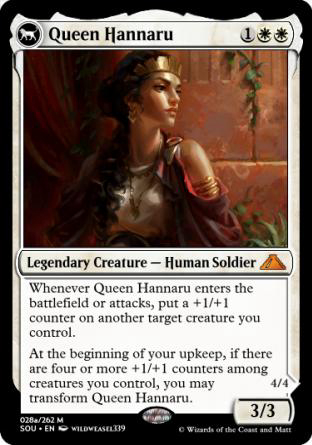 Queen Hannaru 1
Legendary Creature — Human Soldier
Whenever Queen Hannaru enters the
battlefield or attacks, put a +1/+1
counter on another target creature you
control.
At the beginning of your upkeep, if there
are four or more +1/+1 counters among
creatures you control, you may
transform Queen Hannaru.
4/4
3/3
028a/262 M
SOU • EN WILDWEASEL339
© Wizards of the Coast and Matt